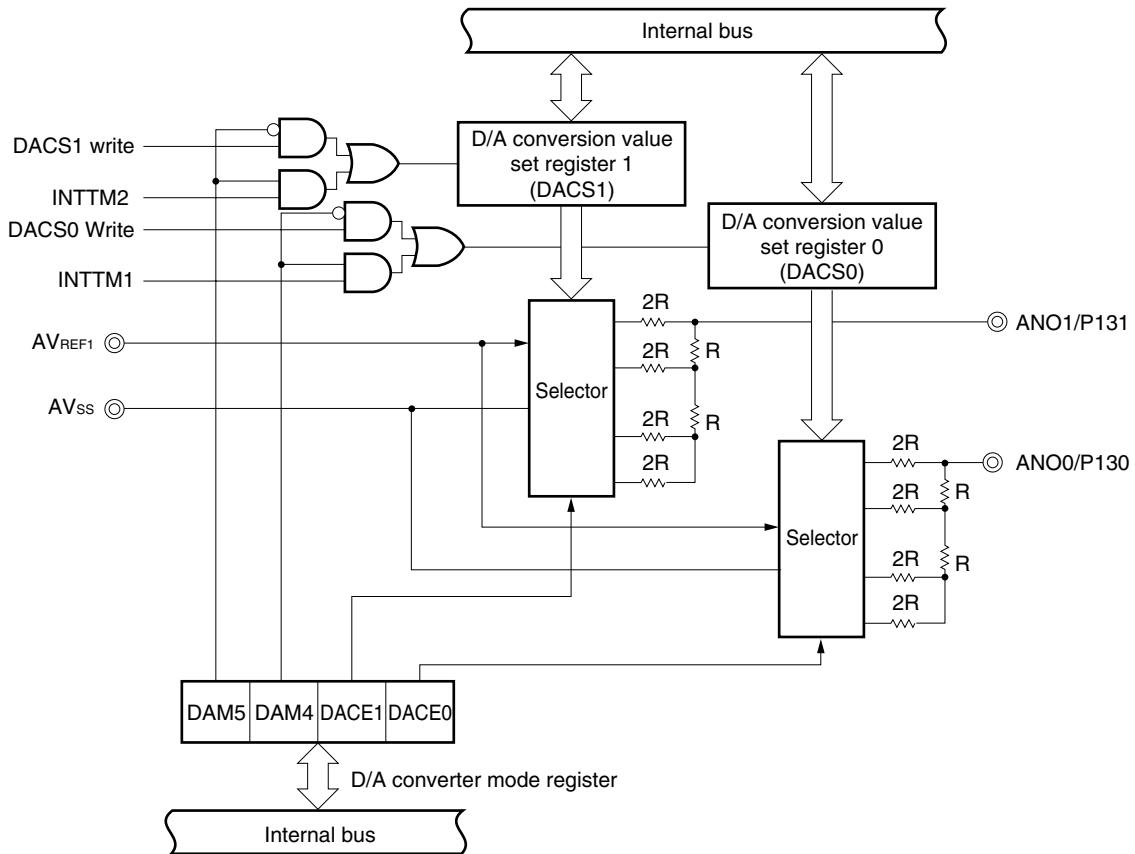 Internal bus
DACS1 write
INTTM2
DACS0 Write
INTTM1
D/A conversion value
set register 1
(DACS1)
D/A conversion value
set register 0
(DACS0)
AVREF1
AVSS
Selector
2R
2R
R
2R
R
2R
ANO1/P131
Selector
2R
2R
R
2R
R
2R
ANO0/P130
DAM5 DAM4 DACE1 DACE0
D/A converter mode register
Internal bus